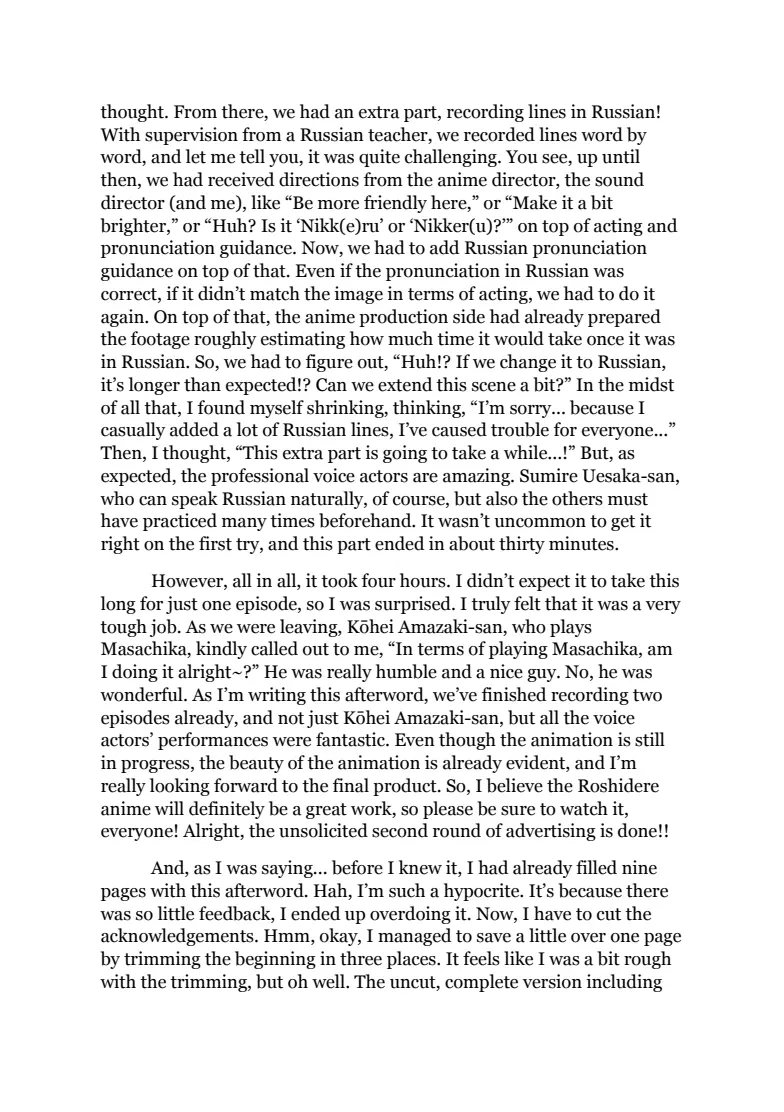 thought. From there, we had an extra part, recording lines in Russian!
With supervision from a Russian teacher, we recorded lines word by
word, and let me tell you, it was quite challenging. You see, up until
then, we had received directions from the anime director, the sound
director (and me), like “Be more friendly here,” or “Make it a bit
brighter,” or “Huh? Is it ‘Nikk(e)ru’ or ‘Nikker(u)?’” on top of acting and
pronunciation guidance. Now, we had to add Russian pronunciation
guidance on top of that. Even if the pronunciation in Russian was
correct, if it didn’t match the image in terms of acting, we had to do it
again. On top of that, the anime production side had already prepared
the footage roughly estimating how much time it would take once it was
in Russian. So, we had to figure out, “Huh!? If we change it to Russian,
it’s longer than expected!? Can we extend this scene a bit?” In the midst
of all that, I found myself shrinking, thinking, “I’m sorry... because I
casually added a lot of Russian lines, I’ve caused trouble for everyone...”
Then, I thought, “This extra part is going to take a while...!” But, as
expected, the professional voice actors are amazing. Sumire Uesaka-san,
who can speak Russian naturally, of course, but also the others must
have practiced many times beforehand. It wasn’t uncommon to get it
right on the first try, and this part ended in about thirty minutes.
However, all in all, it took four hours. I didn’t expect it to take this
long for just one episode, so I was surprised. I truly felt that it was a very
tough job. As we were leaving, Kōhei Amazaki-san, who plays
Masachika, kindly called out to me, “In terms of playing Masachika, am
I doing it alright~?” He was really humble and a nice guy. No, he was
wonderful. As I’m writing this afterword, we’ve finished recording two
episodes already, and not just Kōhei Amazaki-san, but all the voice
actors’ performances were fantastic. Even though the animation is still
in progress, the beauty of the animation is already evident, and I’m
really looking forward to the final product. So, I believe the Roshidere
anime will definitely be a great work, so please be sure to watch it,
everyone! Alright, the unsolicited second round of advertising is done!!
And, as I was saying... before I knew it, I had already filled nine
pages with this afterword. Hah, I’m such a hypocrite. It’s because there
was so little feedback, I ended up overdoing it. Now, I have to cut the
acknowledgements. Hmm, okay, I managed to save a little over one page
by trimming the beginning in three places. It feels like I was a bit rough
with the trimming, but oh well. The uncut, complete version including